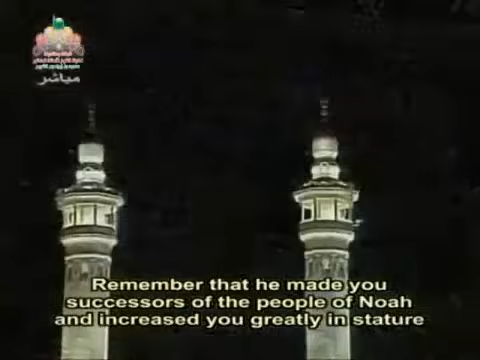 مباشر
Remember that he made you
successors of the people of Noah
and increased you greatly in stature